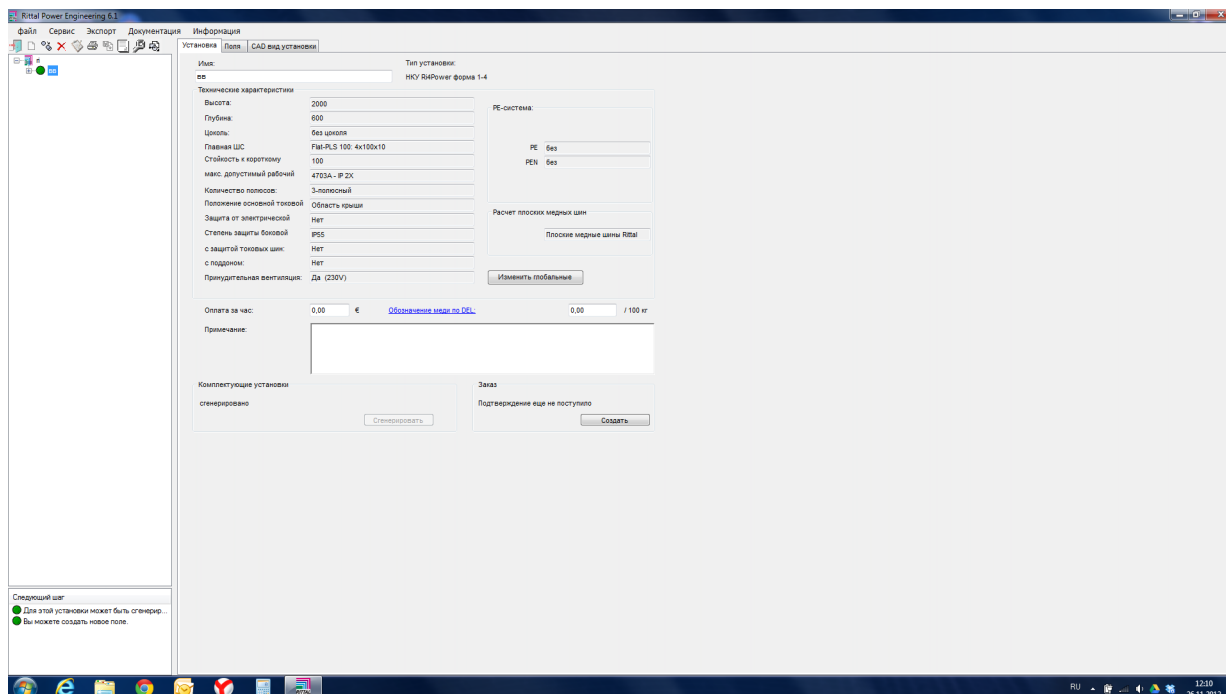 Rittal Power Engineering 6.1
файл Сервис Экспорт Документация Информация
Установка Поля CAD вид установки
ri
вв
Имя:
вв
Тип установки:
НКУ Ri4Power форма 1-4
Технические характеристики
Высота: 2000
Глубина: 600
Цоколь: без цоколя
Главная ШС Flat-PLS 100: 4x100x10
Стойкость к короткому 100
макс. допустимый рабочий 4703A - IP 2X
Количество полюсов: 3-полюсный
Положение основной токовой Область крыши
Защита от электрической Нет
Степень защиты боковой IP55
с защитой токовых шин: Нет
с поддоном: Нет
Принудительная вентиляция: Да (230V)
PE-система:
PE без
PEN без
Расчет плоских медных шин
Плоские медные шины Rittal
Изменить глобальные
Оплата за час: 0,00 € Обозначение меди по DEL: 0,00 / 100 кг
Примечание:
Комплектующие установки
сгенерировано
Сгенерировать
Заказ
Подтверждение еще не поступило
Создать
Следующий шаг
Для этой установки может быть сгенерир...
Вы можете создать новое поле.
RITTAL
RU
12:10